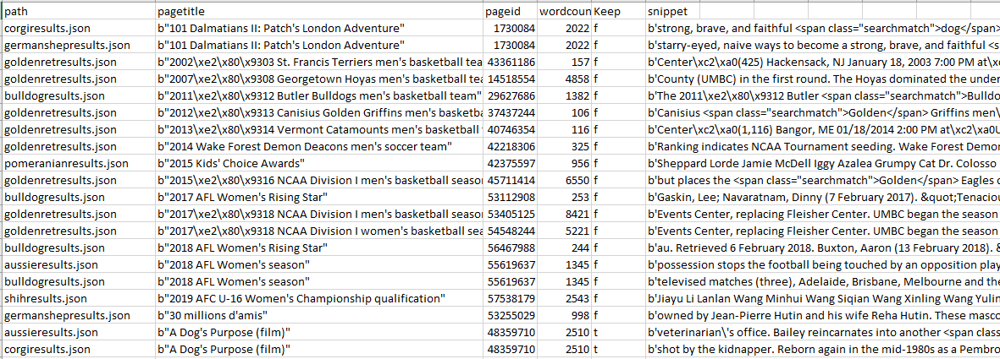 path pagetitle pageid wordcoun Keep snippet
corgiresults.json b"101 Dalmatians II: Patch's London Adventure" 1730084 2022 f b'strong, brave, and faithful <span class="searchmatch">dog</span>
germanshepresults.json b"101 Dalmatians II: Patch's London Adventure" 1730084 2022 f b'starry-eyed, naive ways to become a strong, brave, and faithful <s
goldenretresults.json b"2002\xe2\x80\x9303 St. Francis Terriers men's basketball tea 43361186 157 f b'Center\xc2\xa0(425) Hackensack, NJ January 18, 2003 7:00 PM at\x
goldenretresults.json b"2007\xe2\x80\x9308 Georgetown Hoyas men's basketball tea 14518554 4858 f b'County (UMBC) in the first round. The Hoyas dominated the under
bulldogresults.json b"2011\xe2\x80\x9312 Butler Bulldogs men's basketball team" 29627686 1382 f b'The 2011\xe2\x80\x9312 Butler <span class="searchmatch">Bulldo
goldenretresults.json b"2012\xe2\x80\x9313 Canisius Golden Griffins men's basketba 37437244 106 f b'Canisius <span class="searchmatch">Golden</span> Griffins men\
goldenretresults.json b"2013\xe2\x80\x9314 Vermont Catamounts men's basketball 40746354 116 f b'Center\xc2\xa0(1,116) Bangor, ME 01/18/2014 2:00 PM at\xc2\xa0U
goldenretresults.json b"2014 Wake Forest Demon Deacons men's soccer team" 42218306 325 f b'Ranking indicates NCAA Tournament seeding. Wake Forest Demon
pomeranianresults.json b"2015 Kids' Choice Awards" 42375597 956 f b'Sheppard Lorde Jamie McDell Iggy Azalea Grumpy Cat Dr. Colosso
goldenretresults.json b"2015\xe2\x80\x9316 NCAA Division I men's basketball seaso 45711414 6550 f b'but places the <span class="searchmatch">Golden</span> Eagles
bulldogresults.json b"2017 AFL Women's Rising Star" 53112908 253 f b'Gaskin, Lee; Navaratnam, Dinny (7 February 2017). &quot;Tenaciou
goldenretresults.json b"2017\xe2\x80\x9318 NCAA Division I men's basketball seaso 53405125 8421 f b'Events Center, replacing Fleisher Center. UMBC began the season
goldenretresults.json b"2017\xe2\x80\x9318 NCAA Division I women's basketball sea 54548244 5221 f b'Events Center, replacing Fleisher Center. UMBC began the season
bulldogresults.json b"2018 AFL Women's Rising Star" 56467988 244 f b'au. Retrieved 6 February 2018. Buxton, Aaron (13 February 2018). &
aussieresults.json b"2018 AFL Women's season" 55619637 1345 f b'possession stops the football being touched by an opposition play
bulldogresults.json b"2018 AFL Women's season" 55619637 1345 f b'televised matches (three), Adelaide, Brisbane, Melbourne and the
shihresults.json b"2019 AFC U-16 Women's Championship qualification" 57538179 2543 f b'Jiayu Li Lanlan Wang Minhui Wang Siqian Wang Xinling Wang Yulin
germanshepresults.json b"30 millions d'amis" 53255029 998 f b'owned by Jean-Pierre Hutin and his wife Reha Hutin. These masco
aussieresults.json b"A Dog's Purpose (film)" 48359710 2510 t b'veterinarian\'s office. Bailey reincarnates into another <span clas
corgiresults.json b"A Dog's Purpose (film)" 48359710 2510 t b'shot by the kidnapper. Reborn again in the mid-1980s as a Pembro